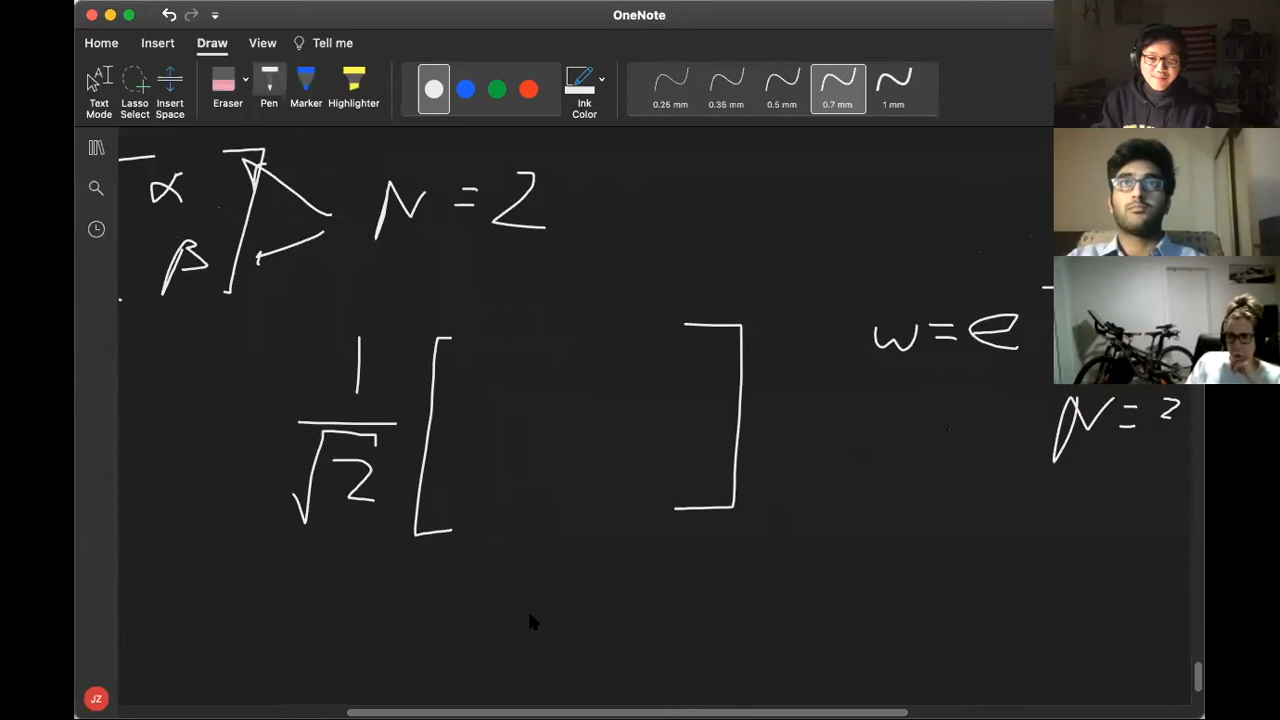 OneNote
Home Insert Draw View Tell me
Text Mode Lasso Select Insert Space Eraser Pen Marker Highlighter Ink Color 0.25 mm 0.35 mm 0.5 mm 0.7 mm 1 mm
α
β
N = 2
1
√2
w = e
N = 2
JZ